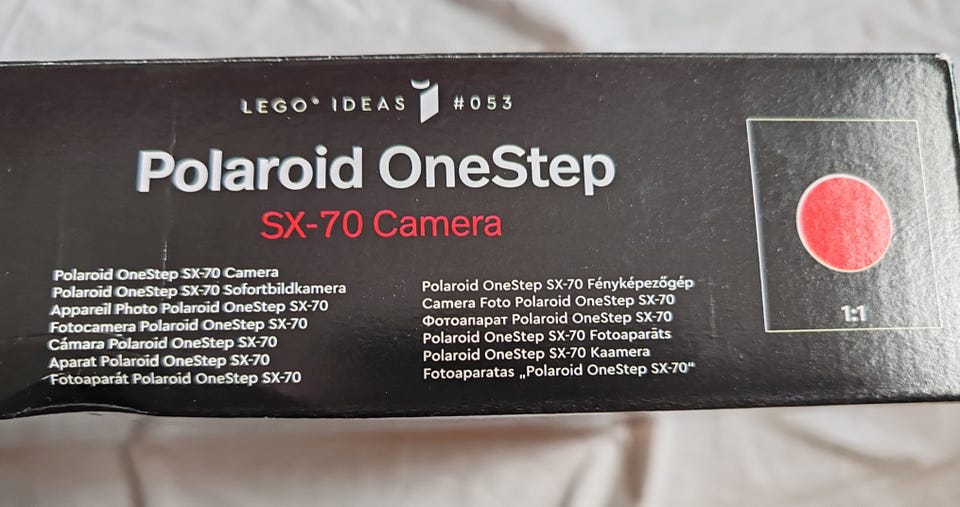 LEGO® IDEAS #053
Polaroid OneStep
SX-70 Camera
Polaroid OneStep SX-70 Camera
Polaroid OneStep SX-70 Sofortbildkamera
Appareil Photo Polaroid OneStep SX-70
Fotocamera Polaroid OneStep SX-70
Cámara Polaroid OneStep SX-70
Aparat Polaroid OneStep SX-70
Fotoaparát Polaroid OneStep SX-70
Polaroid OneStep SX-70 Fényképezőgép
Camera Foto Polaroid OneStep SX-70
Фотоапарат Polaroid OneStep SX-70
Polaroid OneStep SX-70 Fotoaparāts
Polaroid OneStep SX-70 Kaamera
Fotoaparatas „Polaroid OneStep SX-70“
1:1